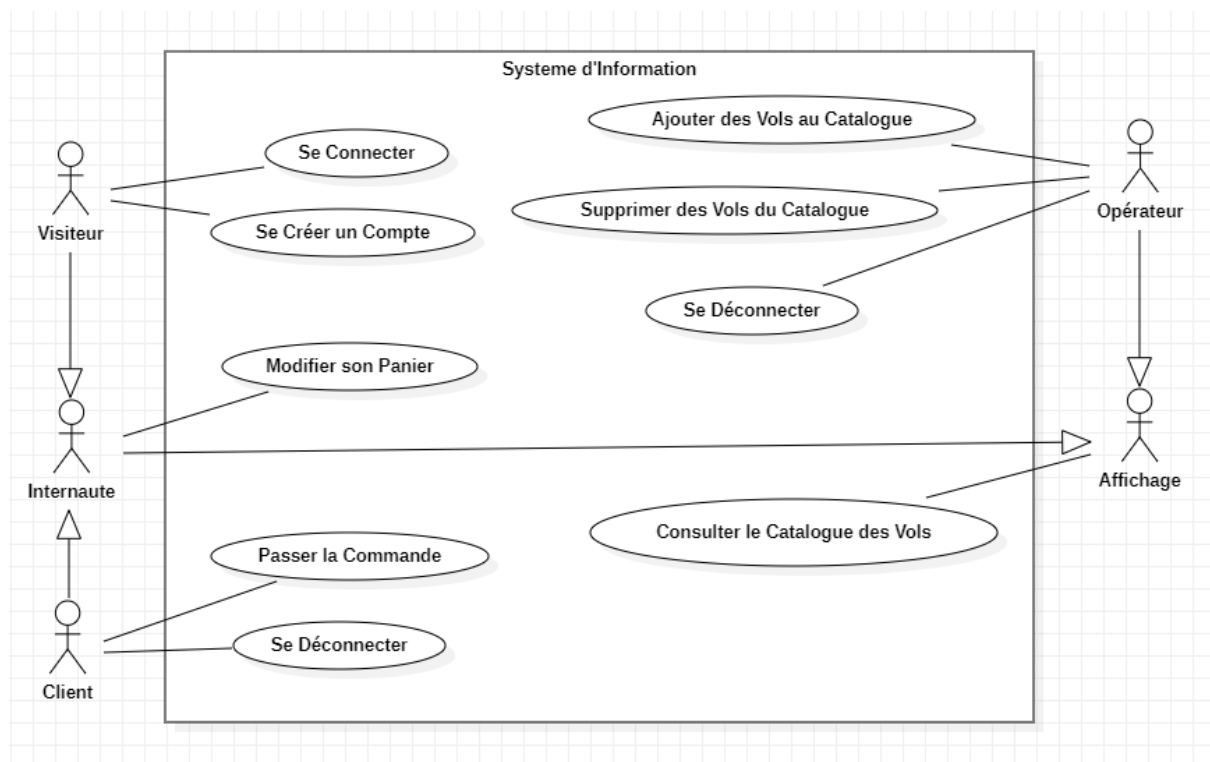 Systeme d'Information
Ajouter des Vols au Catalogue
Se Connecter
Supprimer des Vols du Catalogue
Opérateur
Visiteur
Se Créer un Compte
Se Déconnecter
Modifier son Panier
Internaute
Affichage
Consulter le Catalogue des Vols
Passer la Commande
Se Déconnecter
Client